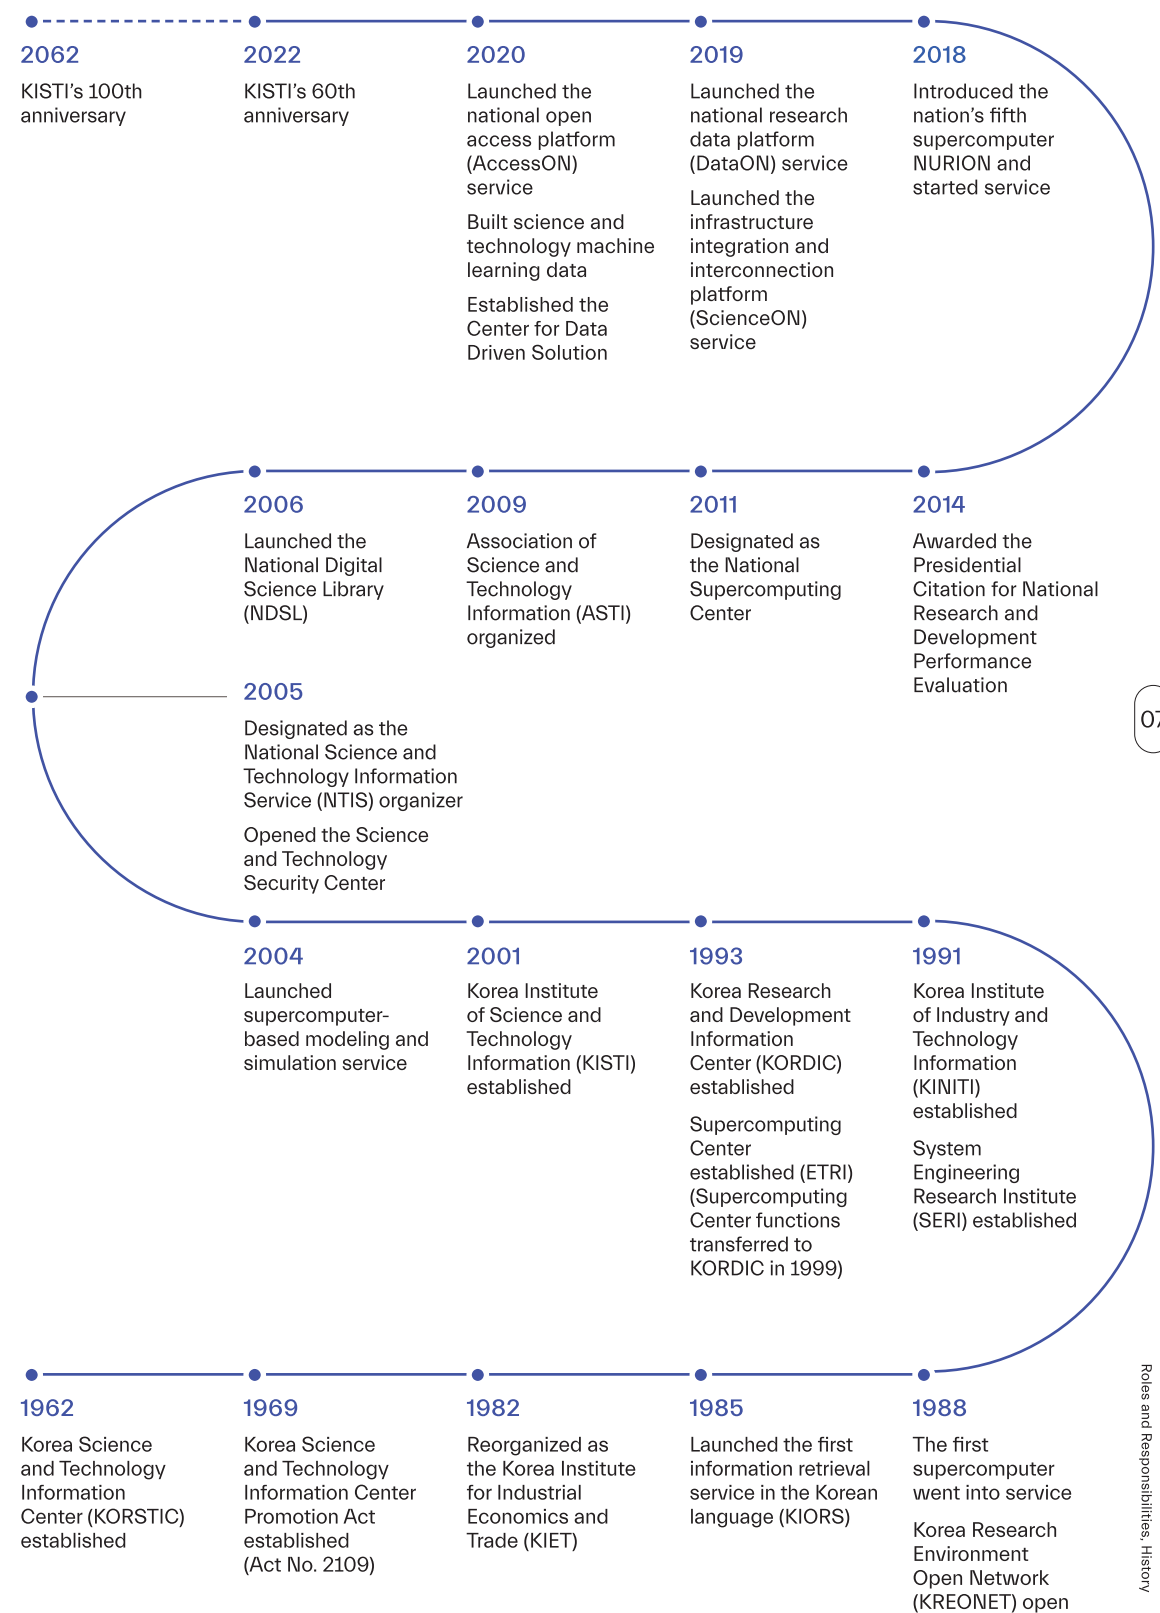 2062
KISTI’s 100th
anniversary
2022
KISTI’s 60th
anniversary
2020
Launched the
national open
access platform
(AccessON)
service
Built science and
technology machine
learning data
Established the
Center for Data
Driven Solution
2019
Launched the
national research
data platform
(DataON) service
Launched the
infrastructure
integration and
interconnection
platform
(ScienceON)
service
2018
Introduced the
nation’s fifth
supercomputer
NURION and
started service
2006
Launched the
National Digital
Science Library
(NDSL)
2009
Association of
Science and
Technology
Information (ASTI)
organized
2011
Designated as
the National
Supercomputing
Center
2014
Awarded the
Presidential
Citation for National
Research and
Development
Performance
Evaluation
07
2005
Designated as the
National Science and
Technology Information
Service (NTIS) organizer
Opened the Science
and Technology
Security Center
2004
Launched
supercomputer-
based modeling and
simulation service
2001
Korea Institute
of Science and
Technology
Information (KISTI)
established
1993
Korea Research
and Development
Information
Center (KORDIC)
established
Supercomputing
Center
established (ETRI)
(Supercomputing
Center functions
transferred to
KORDIC in 1999)
1991
Korea Institute
of Industry and
Technology
Information
(KINITI)
established
System
Engineering
Research Institute
(SERI) established
1962
Korea Science
and Technology
Information
Center (KORSTIC)
established
1969
Korea Science
and Technology
Information Center
Promotion Act
established
(Act No. 2109)
1982
Reorganized as
the Korea Institute
for Industrial
Economics and
Trade (KIET)
1985
Launched the first
information retrieval
service in the Korean
language (KIORS)
1988
The first
supercomputer
went into service
Korea Research
Environment
Open Network
(KREONET) open
Roles and Responsibilities, History